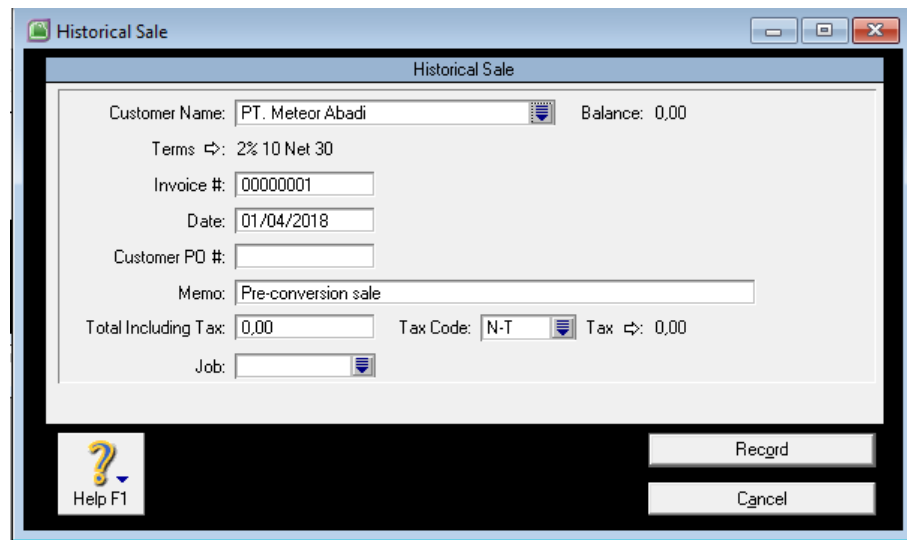 Historical Sale
Historical Sale
Customer Name: PT. Meteor Abadi Balance: 0,00
Terms ⇨: 2% 10 Net 30
Invoice #: 00000001
Date: 01/04/2018
Customer PO #:
Memo: Pre-conversion sale
Total Including Tax: 0,00 Tax Code: N-T Tax ⇨: 0,00
Job:
Record
Help F1
Cancel